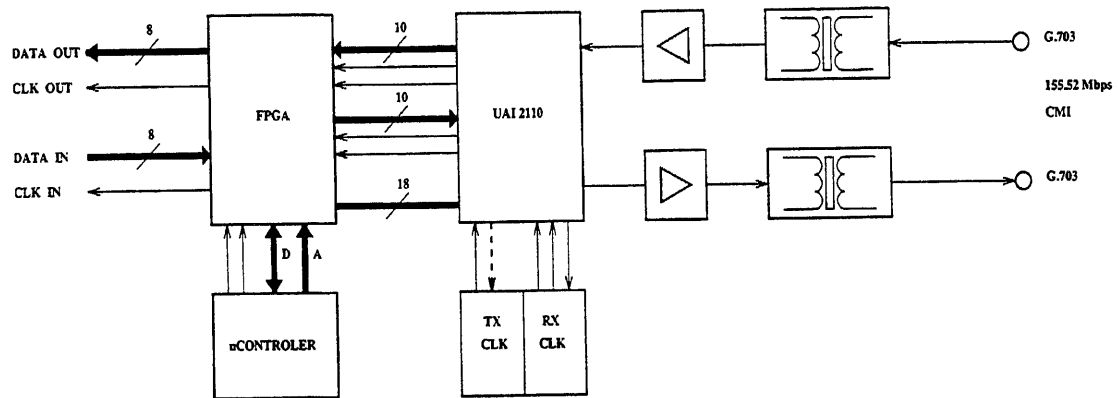 8
DATA OUT
CLK OUT
8
DATA IN
CLK IN
FPGA
10
10
18
UAI 2110
G.703
155.52 Mbps
CMI
G.703
D
A
uCONTROLER
TX
CLK
RX
CLK